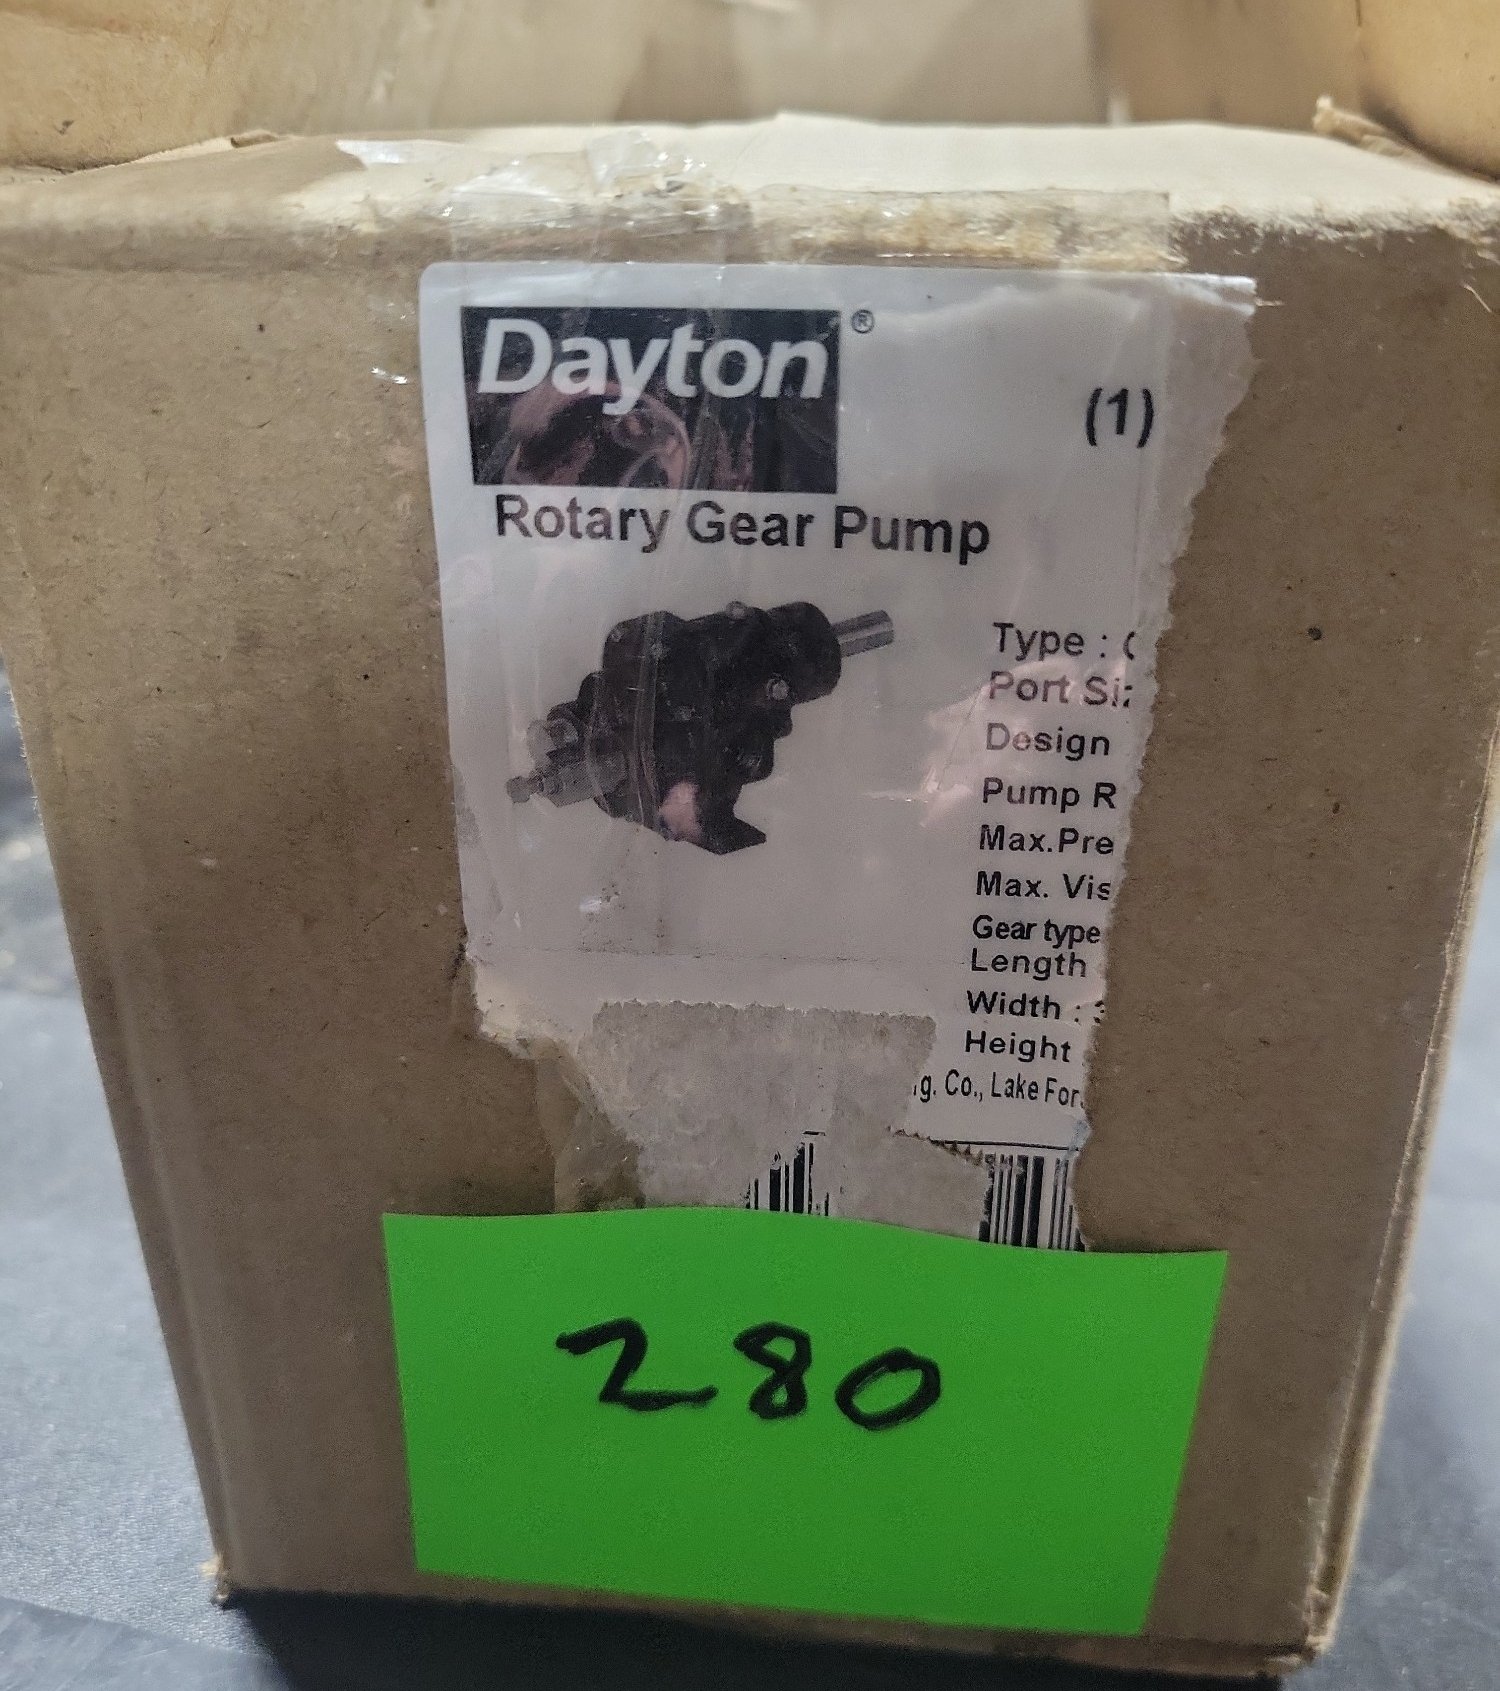 Dayton®
(1)
Rotary Gear Pump
Type :
Port
Design
Pump R
Max.Pre
Max. Vis
Gear type
Length
Width :
Height
g. Co., Lake For
280